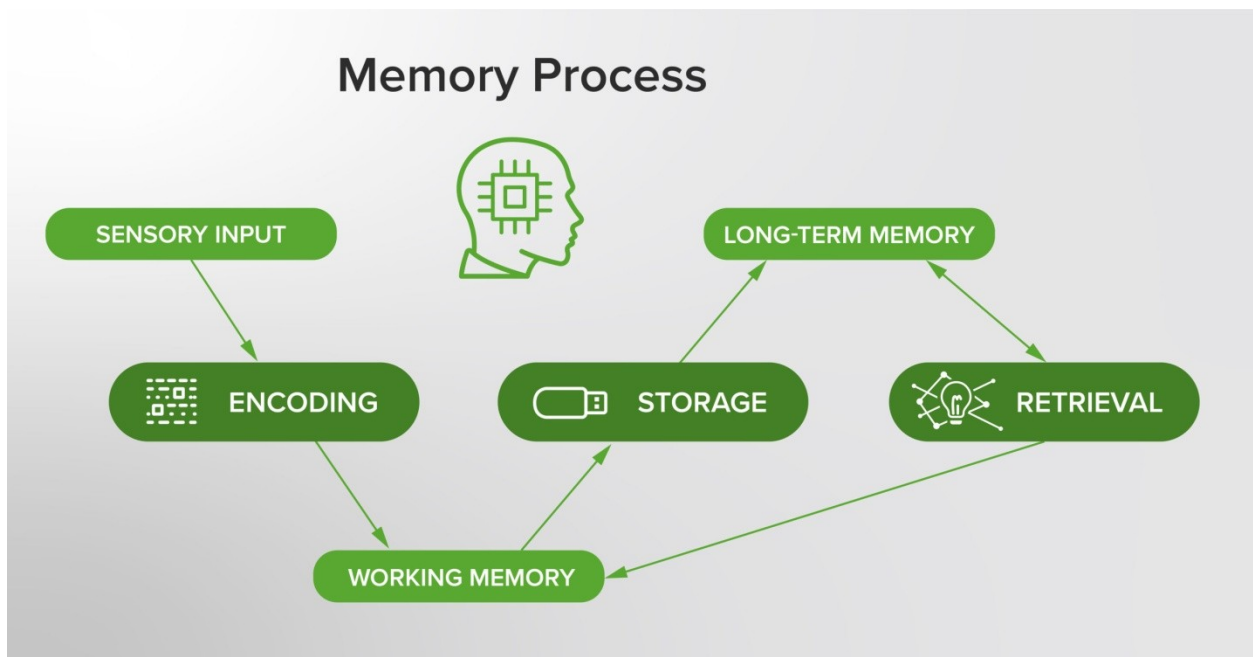 Memory Process
SENSORY INPUT
LONG-TERM MEMORY
ENCODING
STORAGE
RETRIEVAL
WORKING MEMORY